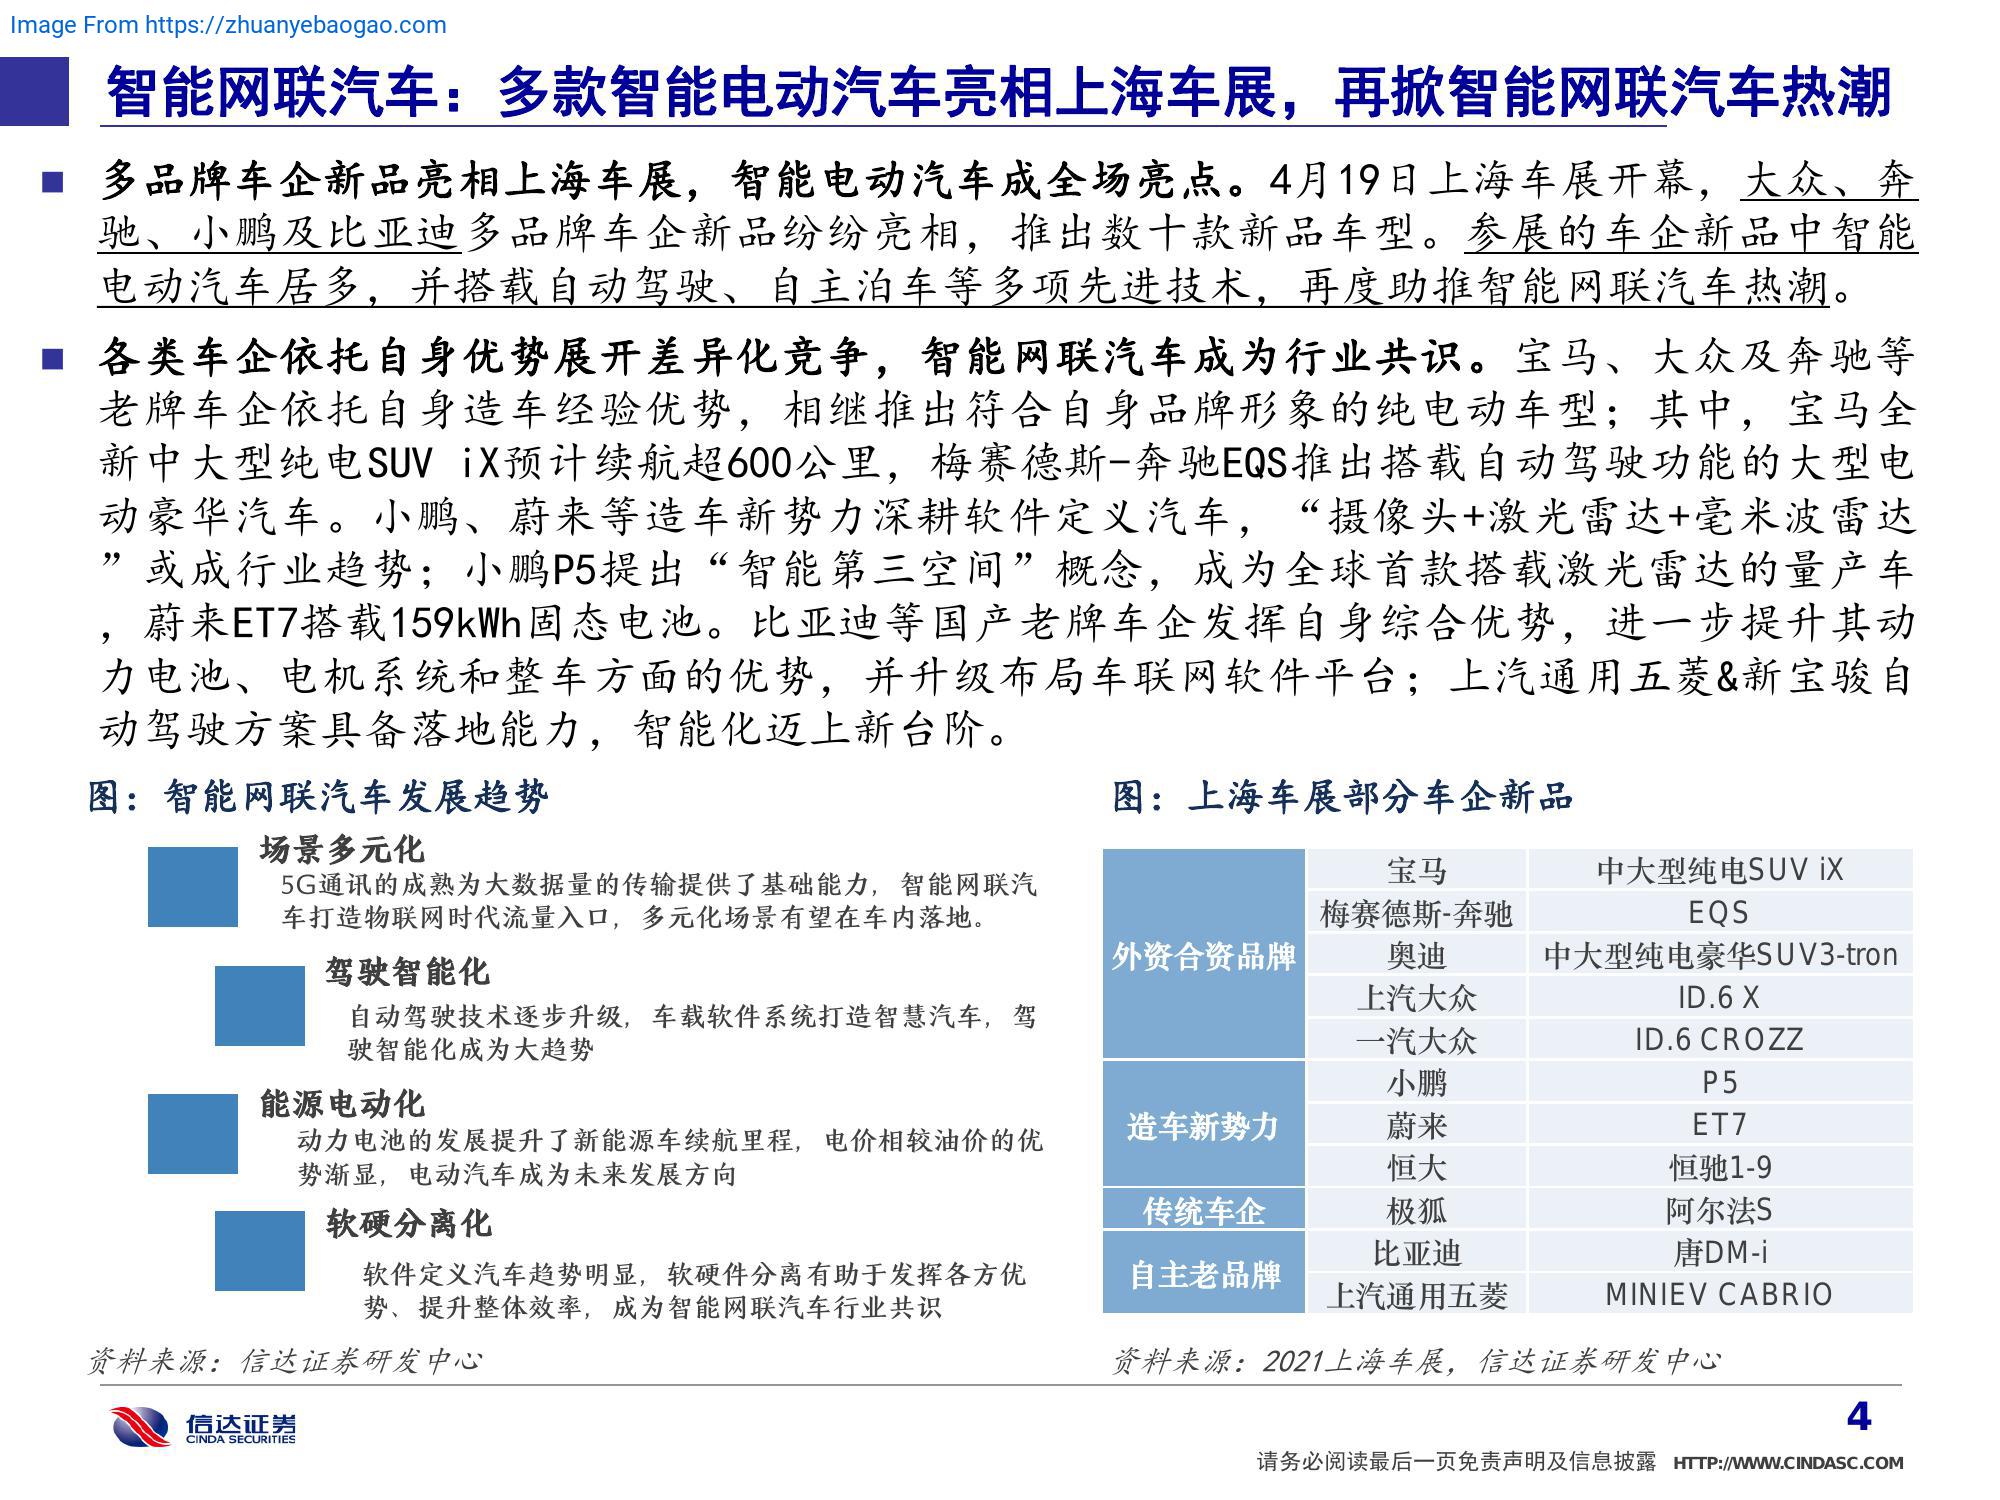 Image From https://zhuanyebaogao.com
智能网联汽车：多款智能电动汽车亮相上海车展，再掀智能网联汽车热潮
多品牌车企新品亮相上海车展，智能电动汽车成全场亮点。4月19日上海车展开幕，大众、奔
驰、小鹏及比亚迪多品牌车企新品纷纷亮相，推出数十款新品车型。参展的车企新品中智能
电动汽车居多，并搭载自动驾驶、自主泊车等多项先进技术，再度助推智能网联汽车热潮。
各类车企依托自身优势展开差异化竞争，智能网联汽车成为行业共识。宝马、大众及奔驰等
老牌车企依托自身造车经验优势，相继推出符合自身品牌形象的纯电动车型；其中，宝马全
新中大型纯电SUV iX预计续航超600公里，梅赛德斯-奔驰EQS推出搭载自动驾驶功能的大型电
动豪华汽车。小鹏、蔚来等造车新势力深耕软件定义汽车，“摄像头+激光雷达+毫米波雷达
”或成行业趋势；小鹏P5提出“智能第三空间”概念，成为全球首款搭载激光雷达的量产车
，蔚来ET7搭载159kWh固态电池。比亚迪等国产老牌车企发挥自身综合优势，进一步提升其动
力电池、电机系统和整车方面的优势，并升级布局车联网软件平台；上汽通用五菱&新宝骏自
动驾驶方案具备落地能力，智能化迈上新台阶。
图：智能网联汽车发展趋势
场景多元化
5G通讯的成熟为大数据量的传输提供了基础能力，智能网联汽
车打造物联网时代流量入口，多元化场景有望在车内落地。
驾驶智能化
自动驾驶技术逐步升级，车载软件系统打造智慧汽车，驾
驶智能化成为大趋势
能源电动化
动力电池的发展提升了新能源车续航里程，电价相较油价的优
势渐显，电动汽车成为未来发展方向
软硬分离化
软件定义汽车趋势明显，软硬件分离有助于发挥各方优
势、提升整体效率，成为智能网联汽车行业共识
资料来源：信达证券研发中心
图：上海车展部分车企新品
外资合资品牌 宝马 中大型纯电SUV iX
梅赛德斯-奔驰 EQS
奥迪 中大型纯电豪华SUV3-tron
上汽大众 ID.6 X
一汽大众 ID.6 CROZZ
造车新势力 小鹏 P5
蔚来 ET7
恒大 恒驰1-9
传统车企 极狐 阿尔法S
自主老品牌 比亚迪 唐DM-i
上汽通用五菱 MINIEV CABRIO
资料来源：2021上海车展，信达证券研发中心
信达证券
CINDA SECURITIES
4
请务必阅读最后一页免责声明及信息披露 HTTP://WWW.CINDASC.COM